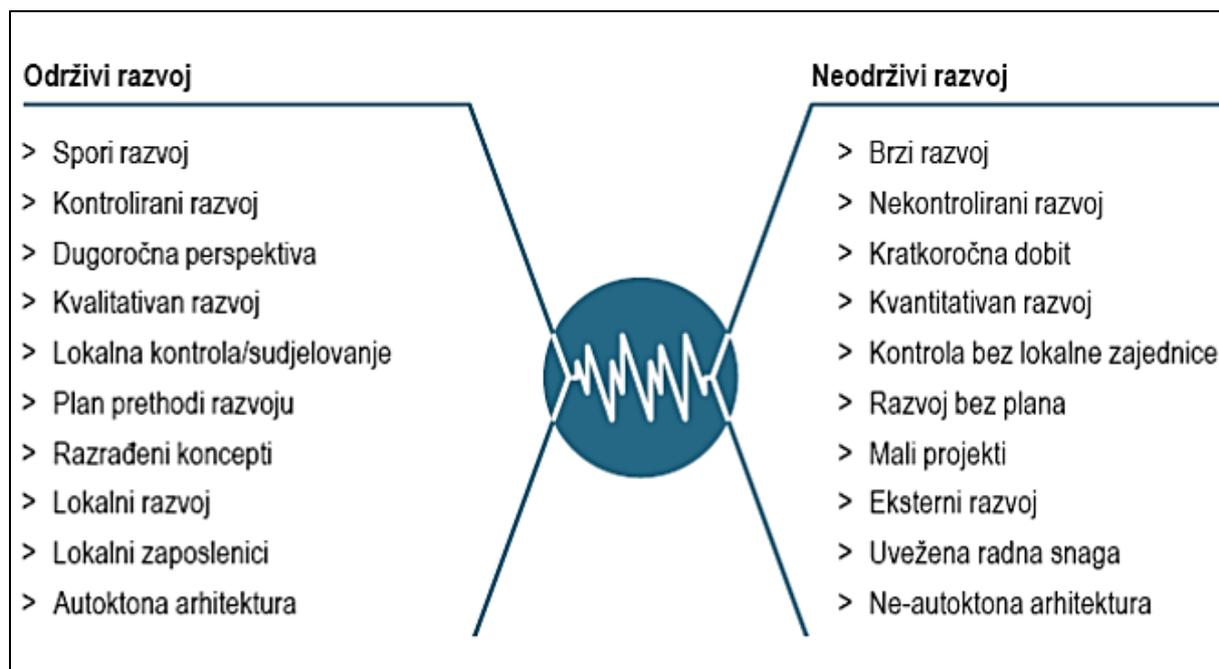 Održivi razvoj
> Spori razvoj
> Kontrolirani razvoj
> Dugoročna perspektiva
> Kvalitativan razvoj
> Lokalna kontrola/sudjelovanje
> Plan prethodi razvoju
> Razrađeni koncepti
> Lokalni razvoj
> Lokalni zaposlenici
> Autoktona arhitektura
Neodrživi razvoj
> Brzi razvoj
> Nekontrolirani razvoj
> Kratkoročna dobit
> Kvantitativan razvoj
> Kontrola bez lokalne zajednice
> Razvoj bez plana
> Mali projekti
> Eksterni razvoj
> Uvežena radna snaga
> Ne-autoktona arhitektura